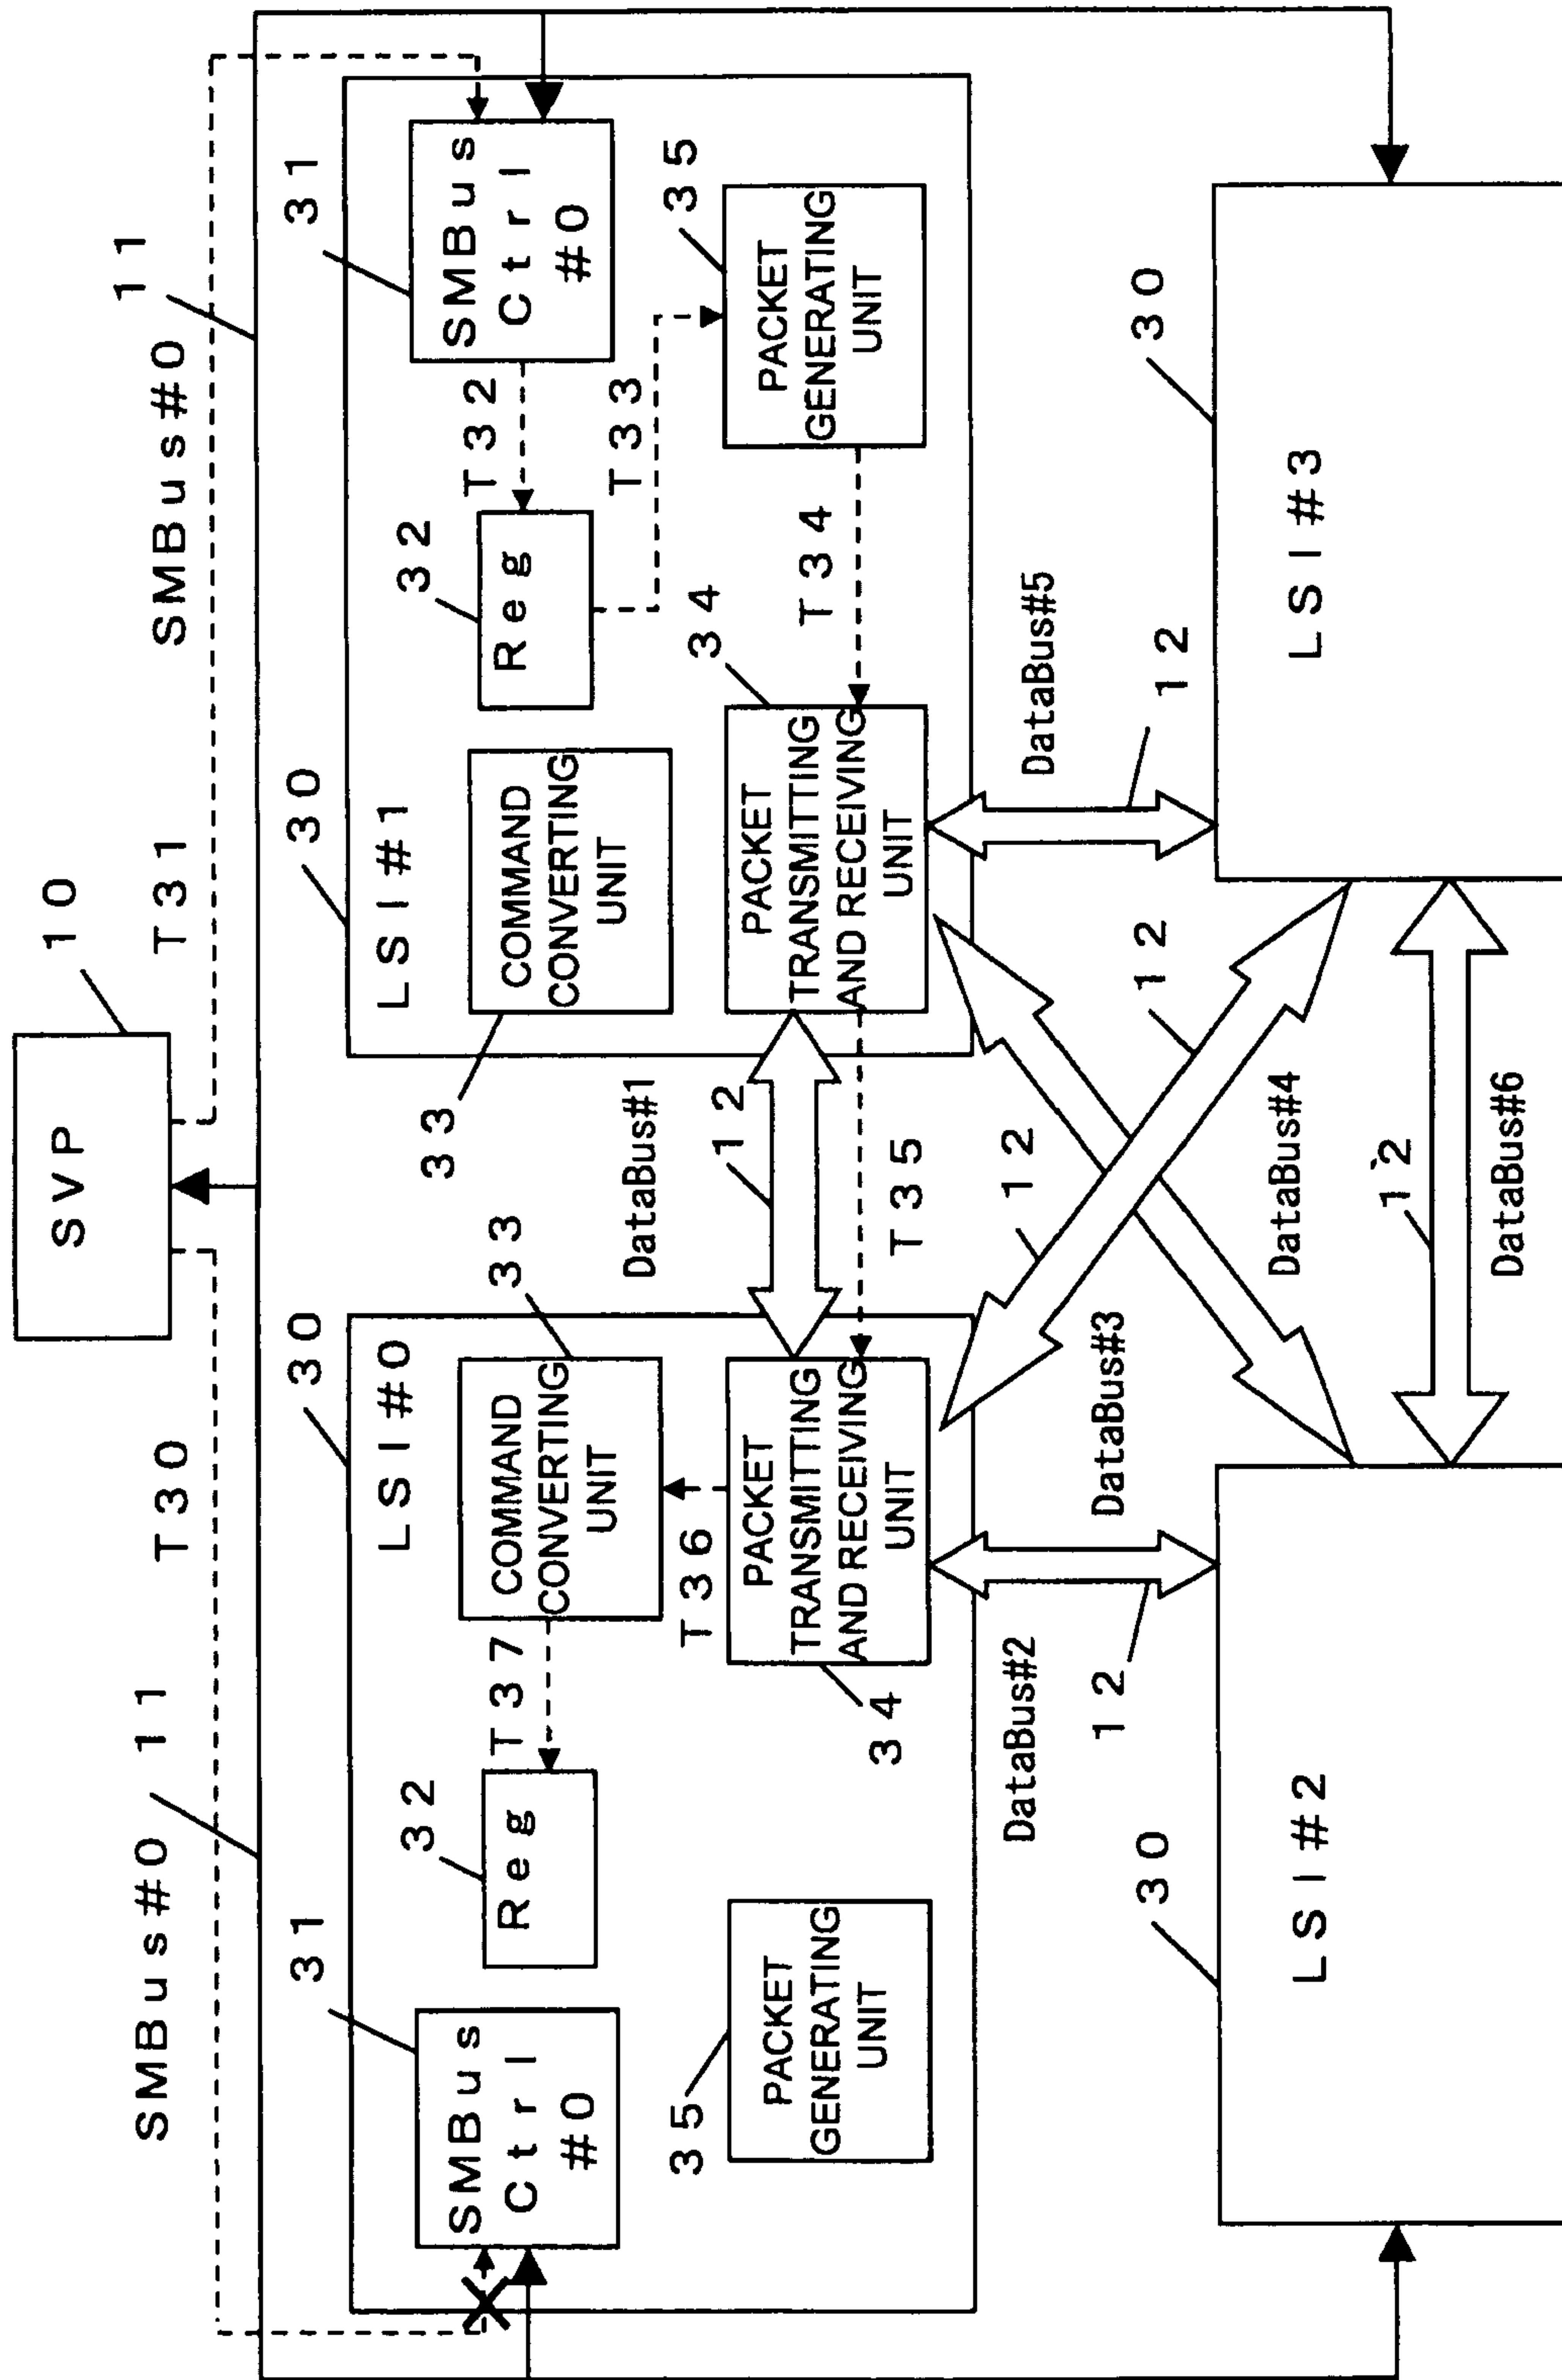 SVP
10
SMBus#0
11
T30
T31
SMBus#0
11
30
LSI#0
31
SMBus
Ctrl
#0
32
Reg
T37
33
COMMAND
CONVERTING
UNIT
T36
35
PACKET
GENERATING
UNIT
34
PACKET
TRANSMITTING
AND RECEIVING
UNIT
DataBus#1
12
T35
30
LSI#1
33
COMMAND
CONVERTING
UNIT
32
Reg
T32
31
SMBus
Ctrl
#0
T33
34
PACKET
TRANSMITTING
AND RECEIVING
UNIT
T34
35
PACKET
GENERATING
UNIT
DataBus#2
12
DataBus#3
12
DataBus#4
12
DataBus#5
12
30
LSI#2
12
DataBus#6
30
LSI#3